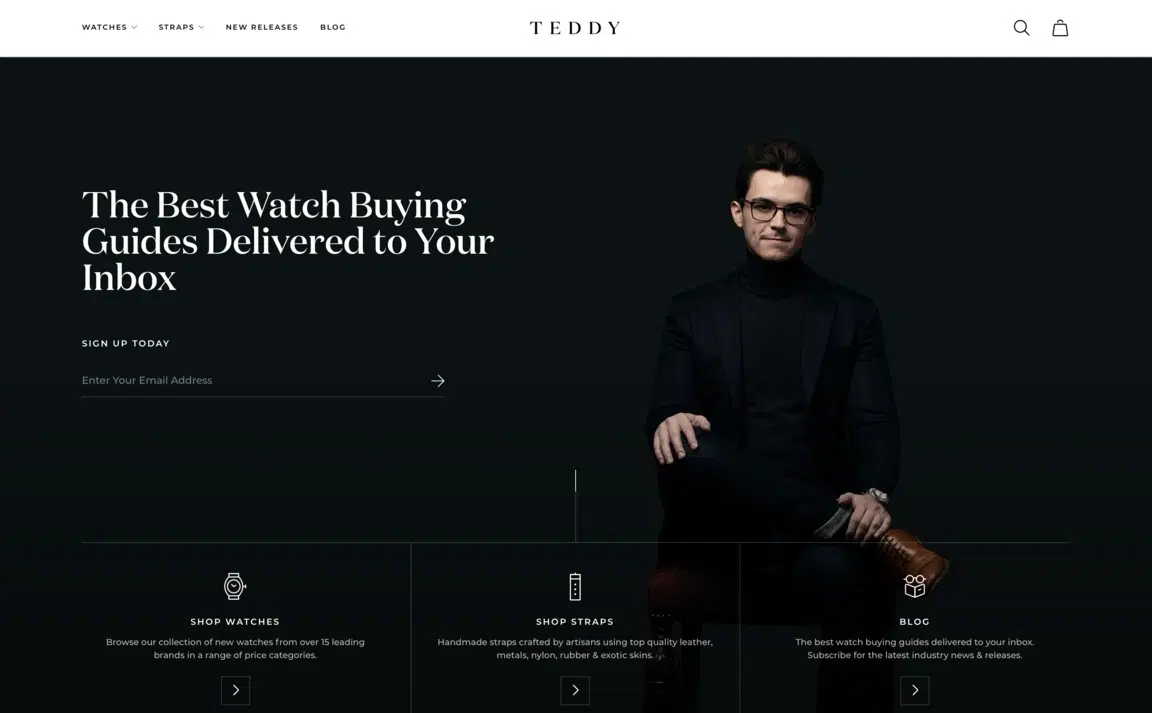 WATCHES
STRAPS
NEW RELEASES
BLOG
TEDDY
The Best Watch Buying
Guides Delivered to Your
Inbox
SIGN UP TODAY
Enter Your Email Address
SHOP WATCHES
Browse our collection of new watches from over 15 leading
brands in a range of price categories.
SHOP STRAPS
Handmade straps crafted by artisans using top quality leather,
metals, nylon, rubber & exotic skins.
BLOG
The best watch buying guides delivered to your inbox.
Subscribe for the latest industry news & releases.